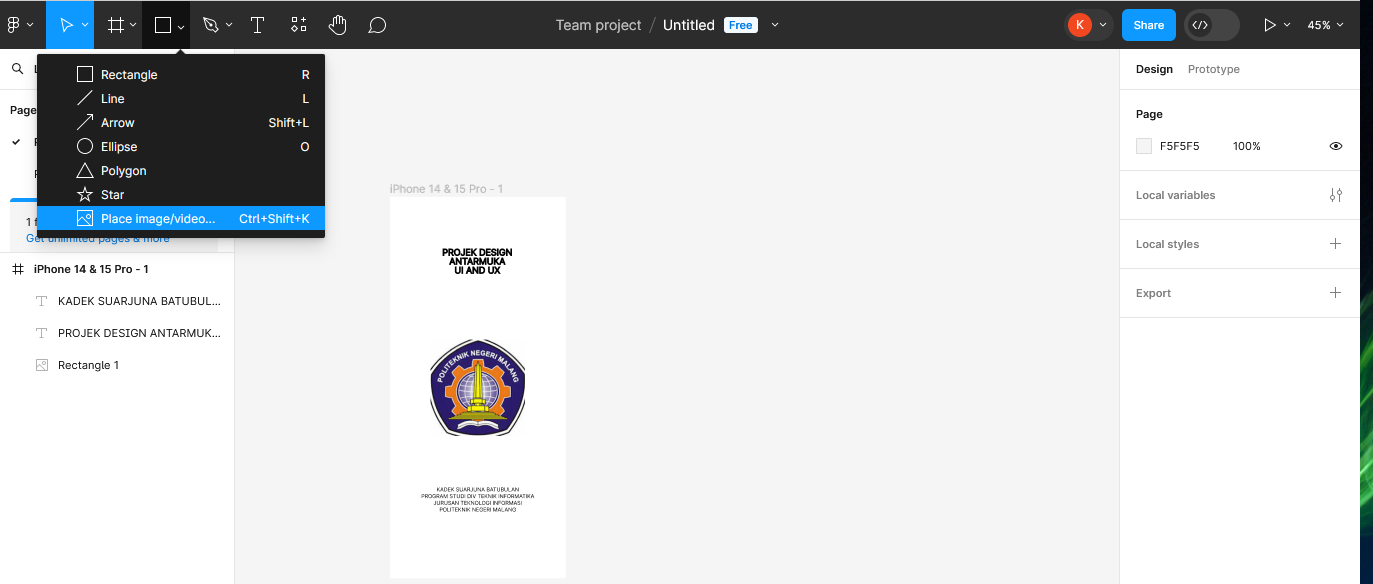 Team project / Untitled Free
K
Share
45%
Rectangle R
Line L
Arrow Shift+L
Ellipse O
Polygon
Star
Place image/video... Ctrl+Shift+K
Page
Get unlimited pages & more
iPhone 14 & 15 Pro - 1
KADEK SUARJUNA BATUBUL...
PROJEK DESIGN ANTARMUK...
Rectangle 1
iPhone 14 & 15 Pro - 1
PROJEK DESIGN
ANTARMUKA
UI AND UX
POLITEKNIK NEGERI MALANG
KADEK SUARJUNA BATUBULAN
PROGRAM STUDI DIV TEKNIK INFORMATIKA
JURUSAN TEKNOLOGI INFORMASI
POLITEKNIK NEGERI MALANG
Design Prototype
Page
F5F5F5 100%
Local variables
Local styles
Export